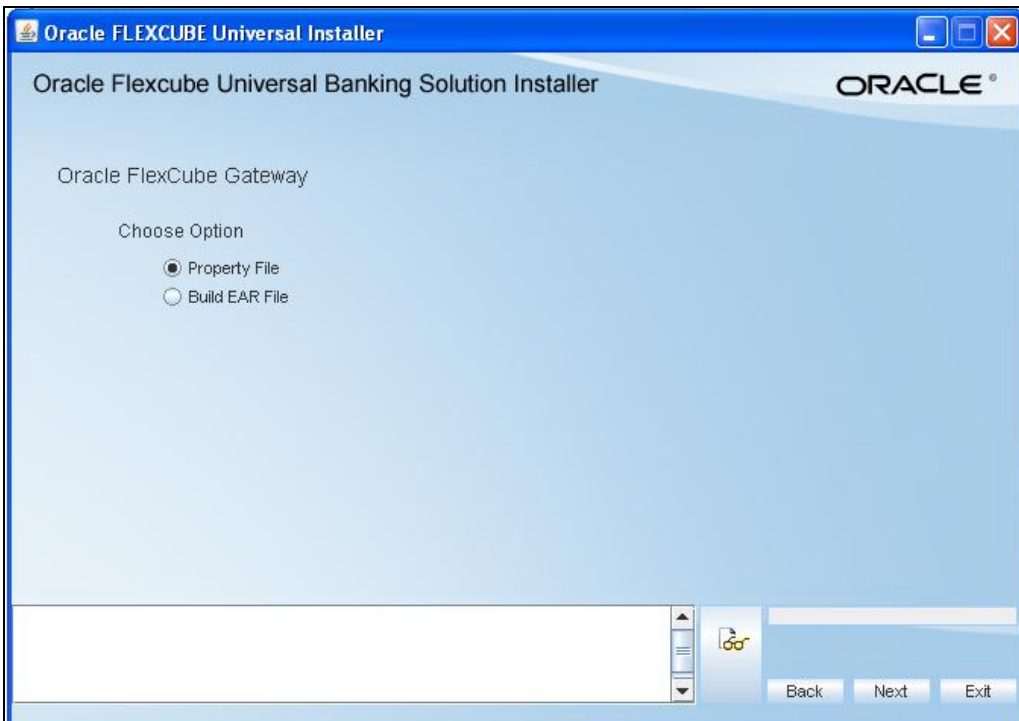 Oracle FLEXCUBE Universal Installer
Oracle Flexcube Universal Banking Solution Installer
ORACLE®
Oracle FlexCube Gateway
Choose Option
Property File
Build EAR File
Back Next Exit